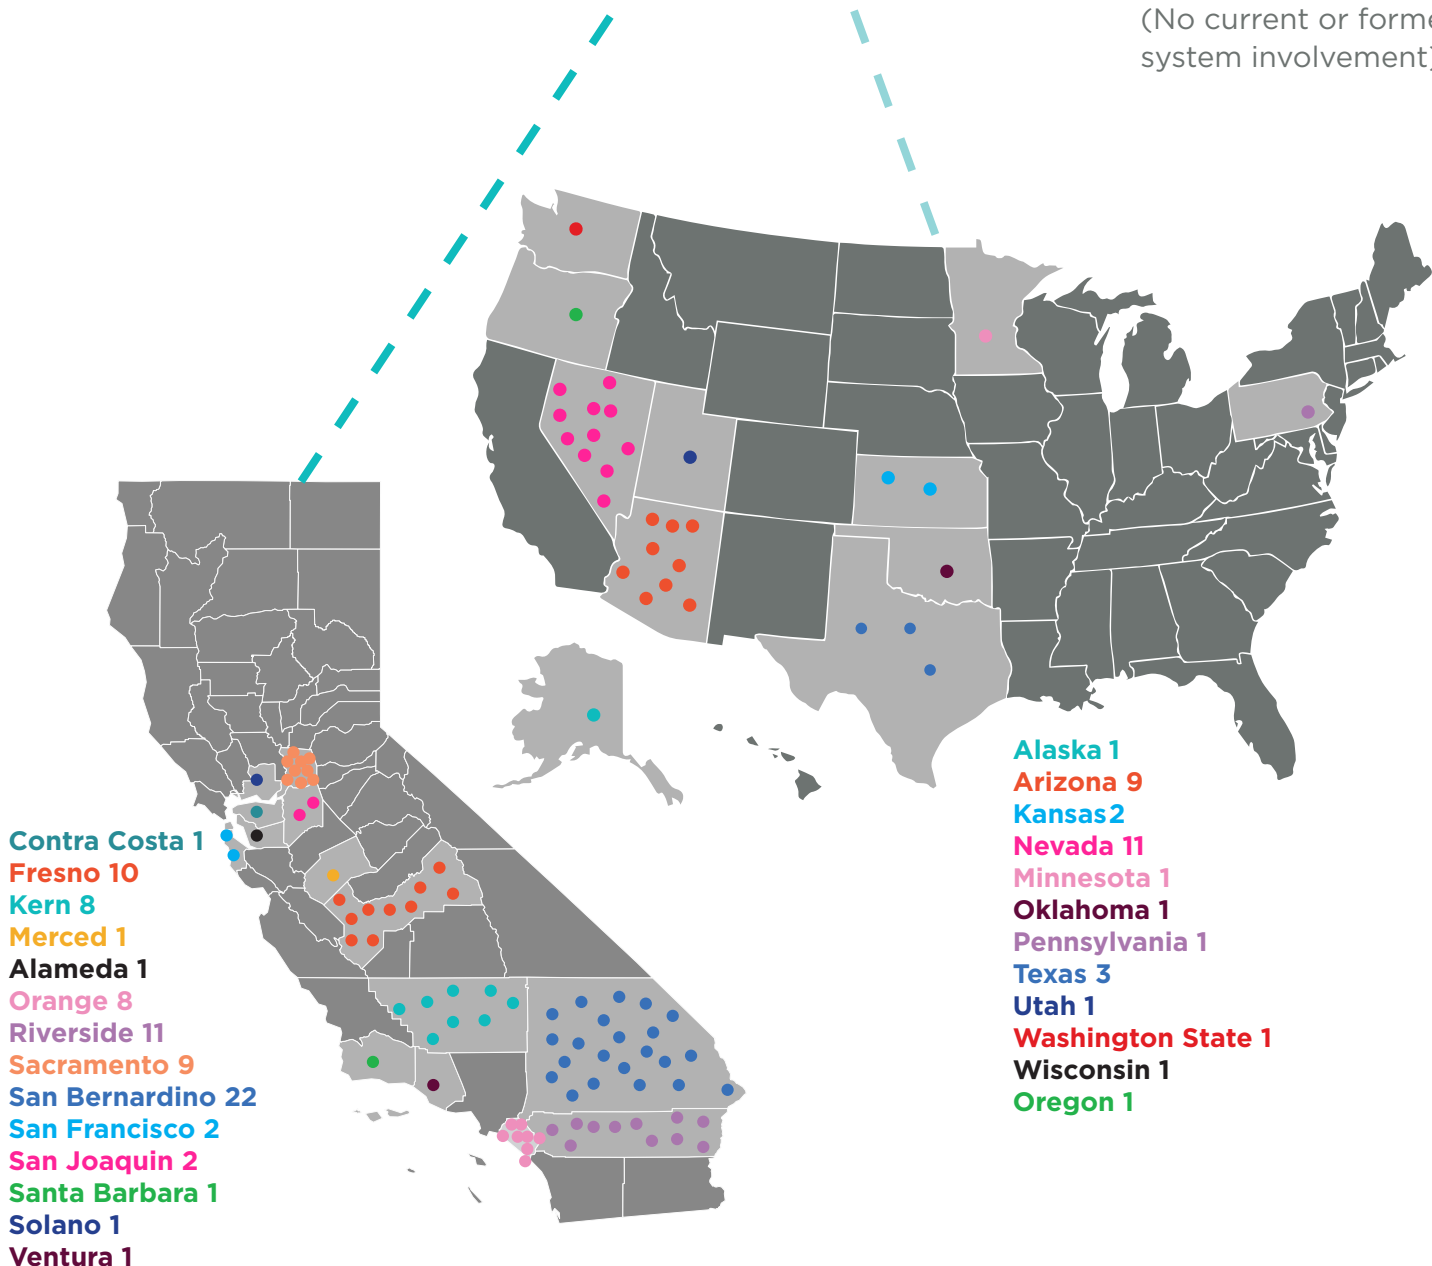 (No current or forme
system involvement)
Contra Costa 1
Fresno 10
Kern 8
Merced 1
Alameda 1
Orange 8
Riverside 11
Sacramento 9
San Bernardino 22
San Francisco 2
San Joaquin 2
Santa Barbara 1
Solano 1
Ventura 1
Alaska 1
Arizona 9
Kansas 2
Nevada 11
Minnesota 1
Oklahoma 1
Pennsylvania 1
Texas 3
Utah 1
Washington State 1
Wisconsin 1
Oregon 1